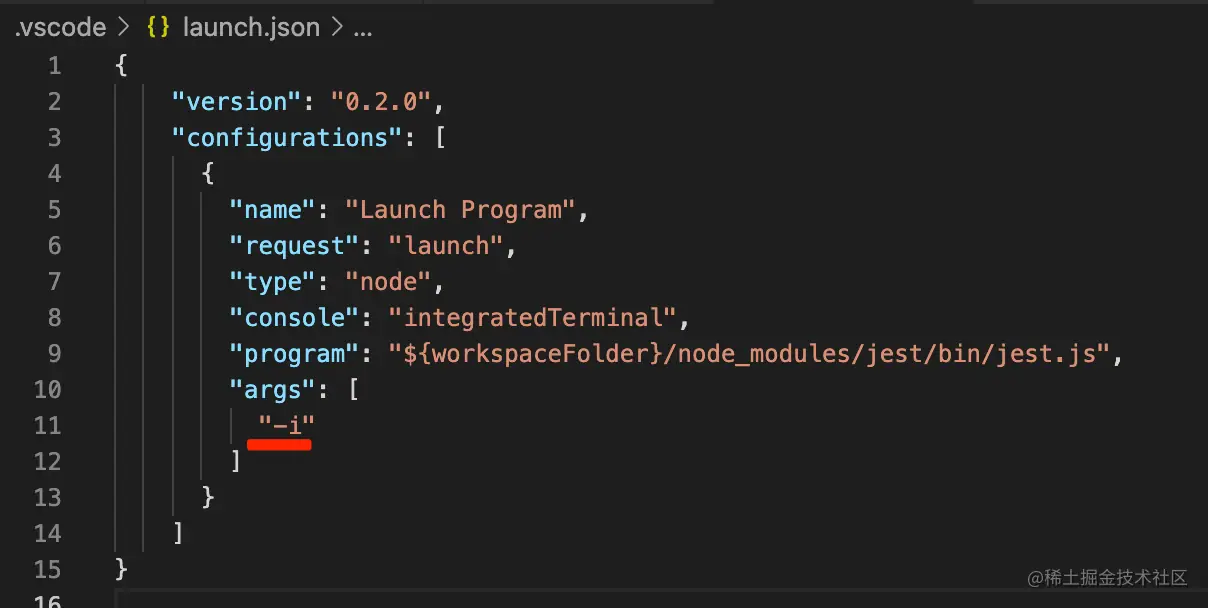 .vscode > {} launch.json > ...
1 {
2 "version": "0.2.0",
3 "configurations": [
4 {
5 "name": "Launch Program",
6 "request": "launch",
7 "type": "node",
8 "console": "integratedTerminal",
9 "program": "${workspaceFolder}/node_modules/jest/bin/jest.js",
10 "args": [
11 "-i"
12 ]
13 }
14 ]
15 }
16
@稀土掘金技术社区